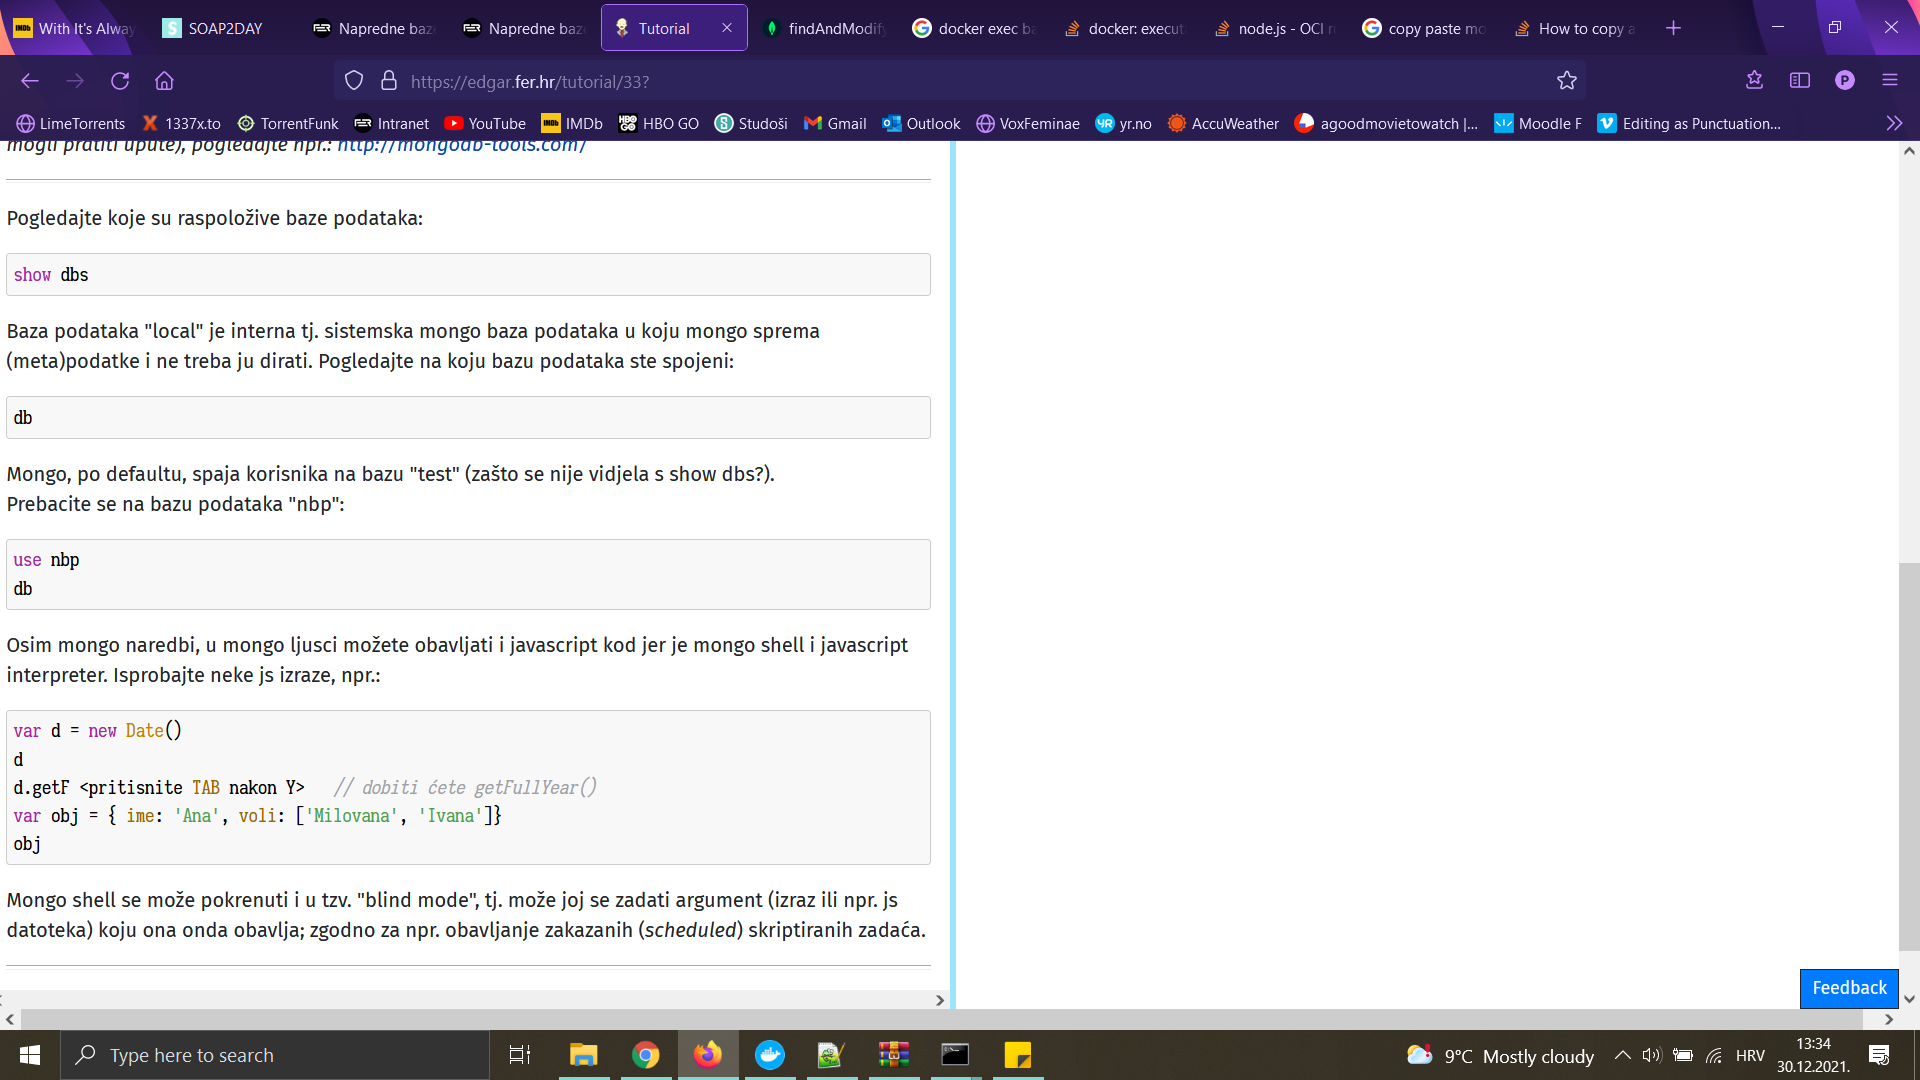 With It's Alway
SOAP2DAY
Napredne baz
Napredne baz
Tutorial
findAndModify
docker exec ba
docker: execut
node.js - OCI ru
copy paste mo
How to copy a
https://edgar.fer.hr/tutorial/33?
LimeTorrents
1337x.to
TorrentFunk
Intranet
YouTube
IMDb
HBO GO
Studoši
Gmail
Outlook
VoxFeminae
yr.no
AccuWeather
agoodmovietowatch |...
Moodle F
Editing as Punctuation...
mogli pratiti upute), pogledajte npr.: http://mongodb-tools.com/
Pogledajte koje su raspoložive baze podataka:
show dbs
Baza podataka "local" je interna tj. sistemska mongo baza podataka u koju mongo sprema
(meta)podatke i ne treba ju dirati. Pogledajte na koju bazu podataka ste spojeni:
db
Mongo, po defaultu, spaja korisnika na bazu "test" (zašto se nije vidjela s show dbs?).
Prebacite se na bazu podataka "nbp":
use nbp
db
Osim mongo naredbi, u mongo ljusci možete obavljati i javascript kod jer je mongo shell i javascript
interpreter. Isprobajte neke js izraze, npr.:
var d = new Date()
d
d.getF <pritisnite TAB nakon Y>   // dobiti ćete getFullYear()
var obj = { ime: 'Ana', voli: ['Milovana', 'Ivana']}
obj
Mongo shell se može pokrenuti i u tzv. "blind mode", tj. može joj se zadati argument (izraz ili npr. js
datoteka) koju ona onda obavlja; zgodno za npr. obavljanje zakazanih (scheduled) skriptiranih zadaća.
Feedback
Type here to search
9°C Mostly cloudy
HRV
13:34
30.12.2021.